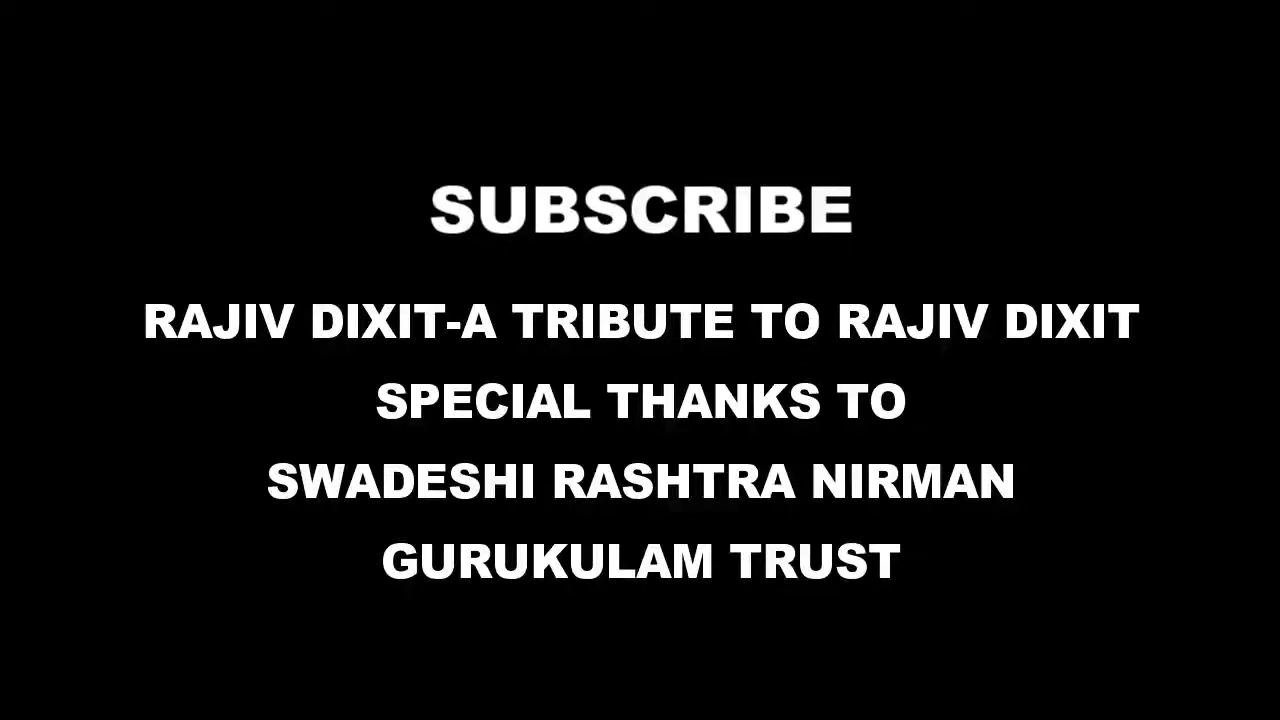 SUBSCRIBE
RAJIV DIXIT-A TRIBUTE TO RAJIV DIXIT
SPECIAL THANKS TO
SWADESHI RASHTRA NIRMAN
GURUKULAM TRUST